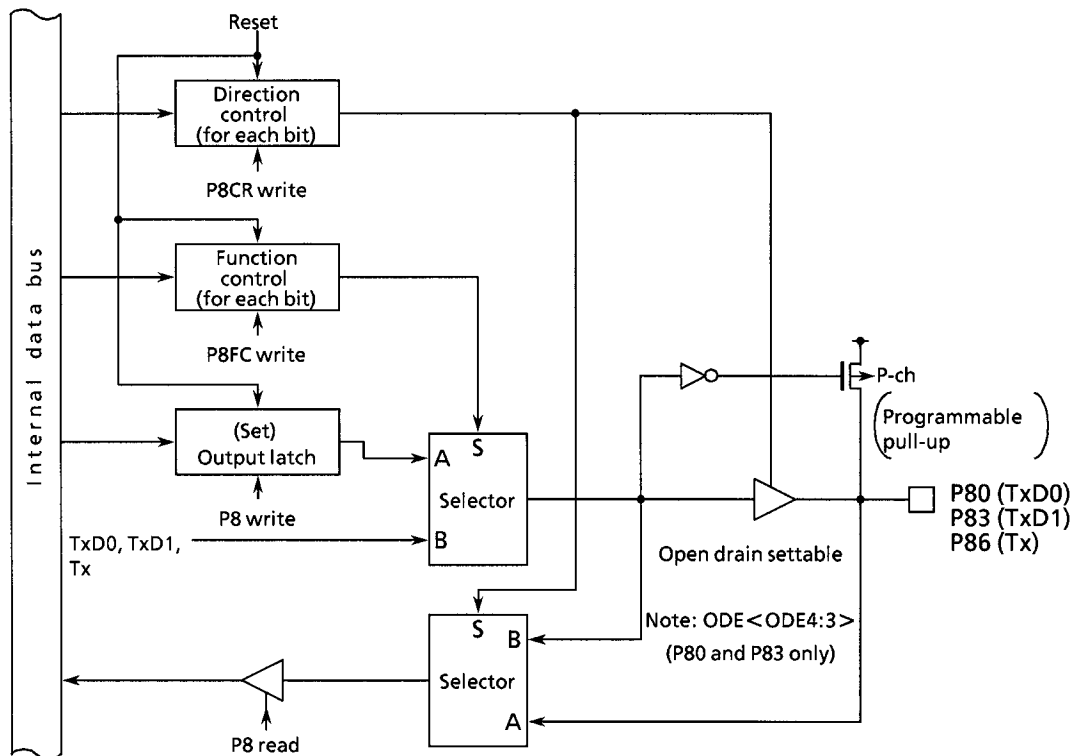 Reset
Direction
control
(for each bit)
P8CR write
Function
control
(for each bit)
P8FC write
Internal data bus
(Set)
Output latch
P8 write
TxD0, TxD1,
Tx
S
A
Selector
B
P-ch
(Programmable
pull-up)
P80 (TxD0)
P83 (TxD1)
P86 (Tx)
Open drain settable
Note: ODE<ODE4:3>
(P80 and P83 only)
S
B
Selector
A
P8 read